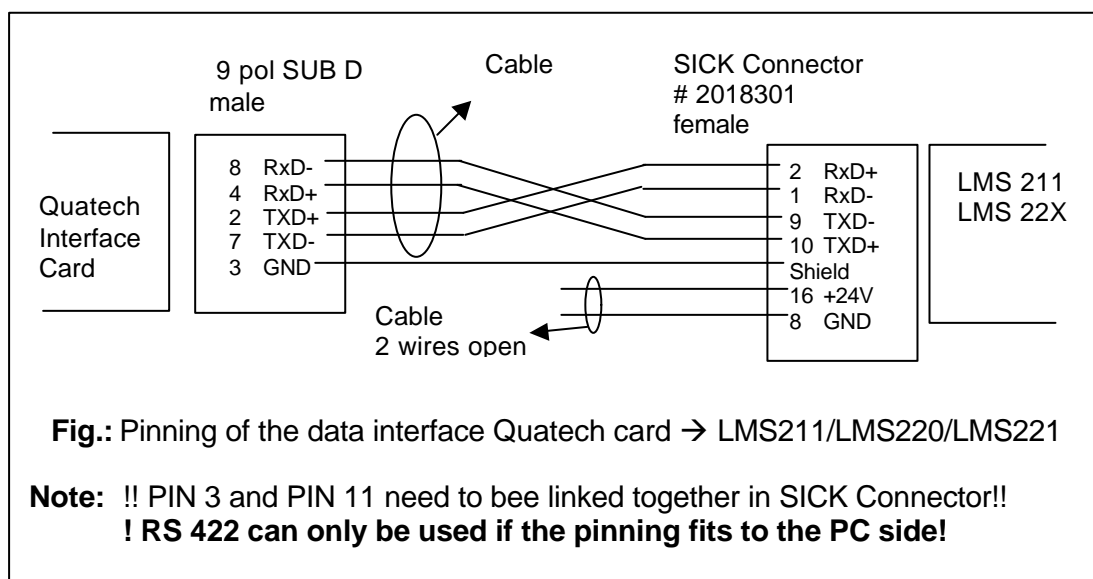 9 pol SUB D
male
Cable
SICK Connector
# 2018301
female
Quatech
Interface
Card
8 RxD-
4 RxD+
2 TXD+
7 TXD-
3 GND
2 RxD+
1 RxD-
9 TXD-
10 TXD+
Shield
16 +24V
8 GND
LMS 211
LMS 22X
Cable
2 wires open
Fig.: Pinning of the data interface Quatech card → LMS211/LMS220/LMS221
Note: !! PIN 3 and PIN 11 need to bee linked together in SICK Connector!!
! RS 422 can only be used if the pinning fits to the PC side!